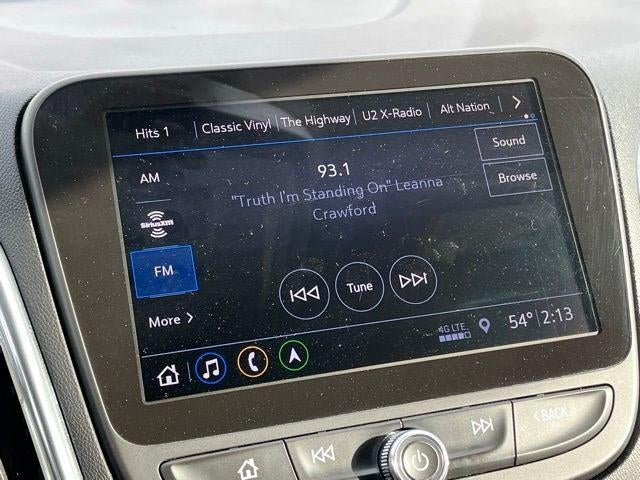 Hits 1 Classic Vinyl The Highway U2 X-Radio Alt Nation
AM
93.1
Sound
"Truth I'm Standing On" Leanna
Crawford
Browse
SiriusXM
FM
Tune
More
4G LTE
54° 2:13
BACK